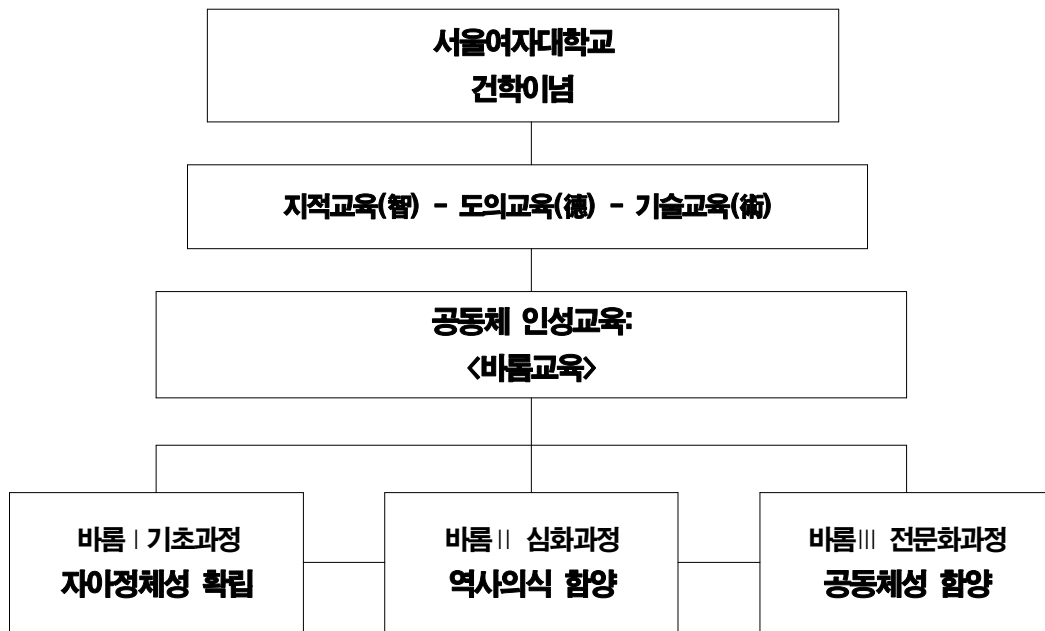 서울여자대학교
건학이념
지적교육(智) - 도의교육(德) - 기술교육(術)
공동체 인성교육:
<바롬교육>
바롬Ⅰ기초과정
자아정체성 확립
바롬Ⅱ 심화과정
역사의식 함양
바롬Ⅲ 전문화과정
공동체성 함양